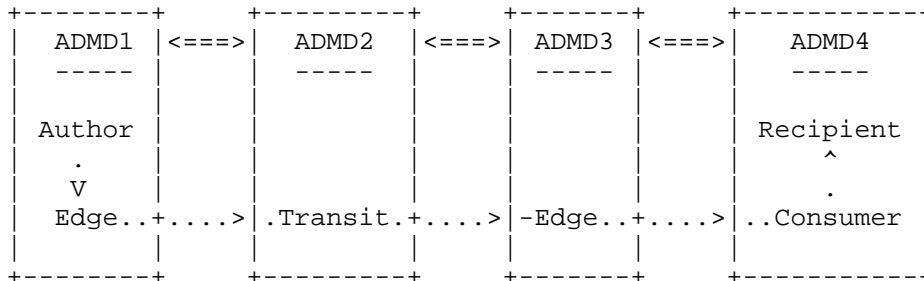 +--------+      +---------+      +-------+      +------------
|  ADMD1 |<===>|  ADMD2  |<===>| ADMD3 |<===>|   ADMD4
|  ----- |     |  -----  |     | ----- |     |   -----
| Author |     |         |     |       |     | Recipient
|   .    |     |         |     |       |     |     ^
|   V    |     |         |     |       |     |     .
|  Edge..+....>|.Transit.+....>|-Edge..+....>|..Consumer
+--------+      +---------+      +-------+      +------------